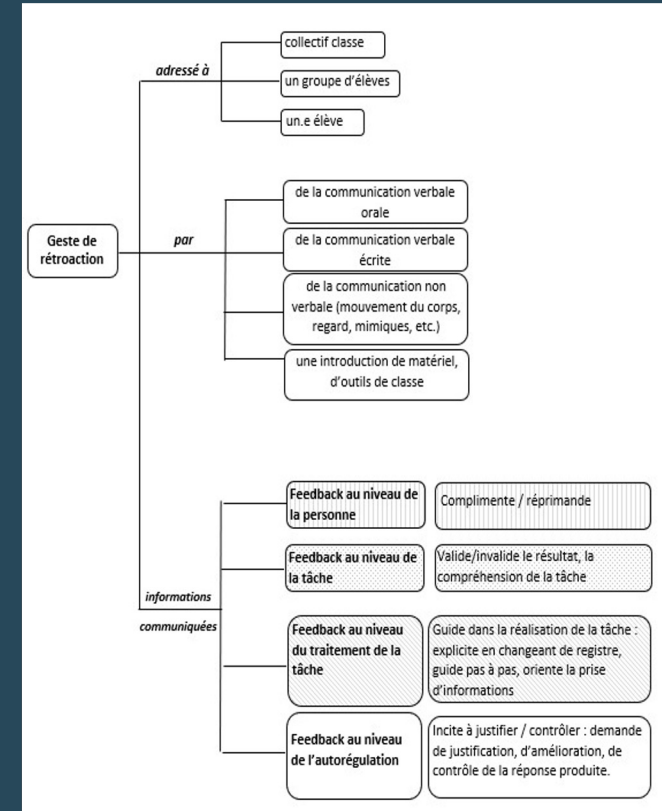 adressé à
collectif classe
un groupe d'élèves
un.e élève
Geste de
rétroaction
par
de la communication verbale
orale
de la communication verbale
écrite
de la communication non
verbale (mouvement du corps,
regard, mimiques, etc.)
une introduction de matériel,
d'outils de classe
informations
communiquées
Feedback au niveau de
la personne
Complimente / réprimande
Feedback au niveau de
la tâche
Valide/invalide le résultat, la
compréhension de la tâche
Feedback au niveau
du traitement de la
tâche
Guide dans la réalisation de la tâche :
explicite en changeant de registre,
guide pas à pas, oriente la prise
d'informations
Feedback au niveau
de l'autorégulation
Incite à justifier / contrôler : demande
de justification, d'amélioration, de
contrôle de la réponse produite.